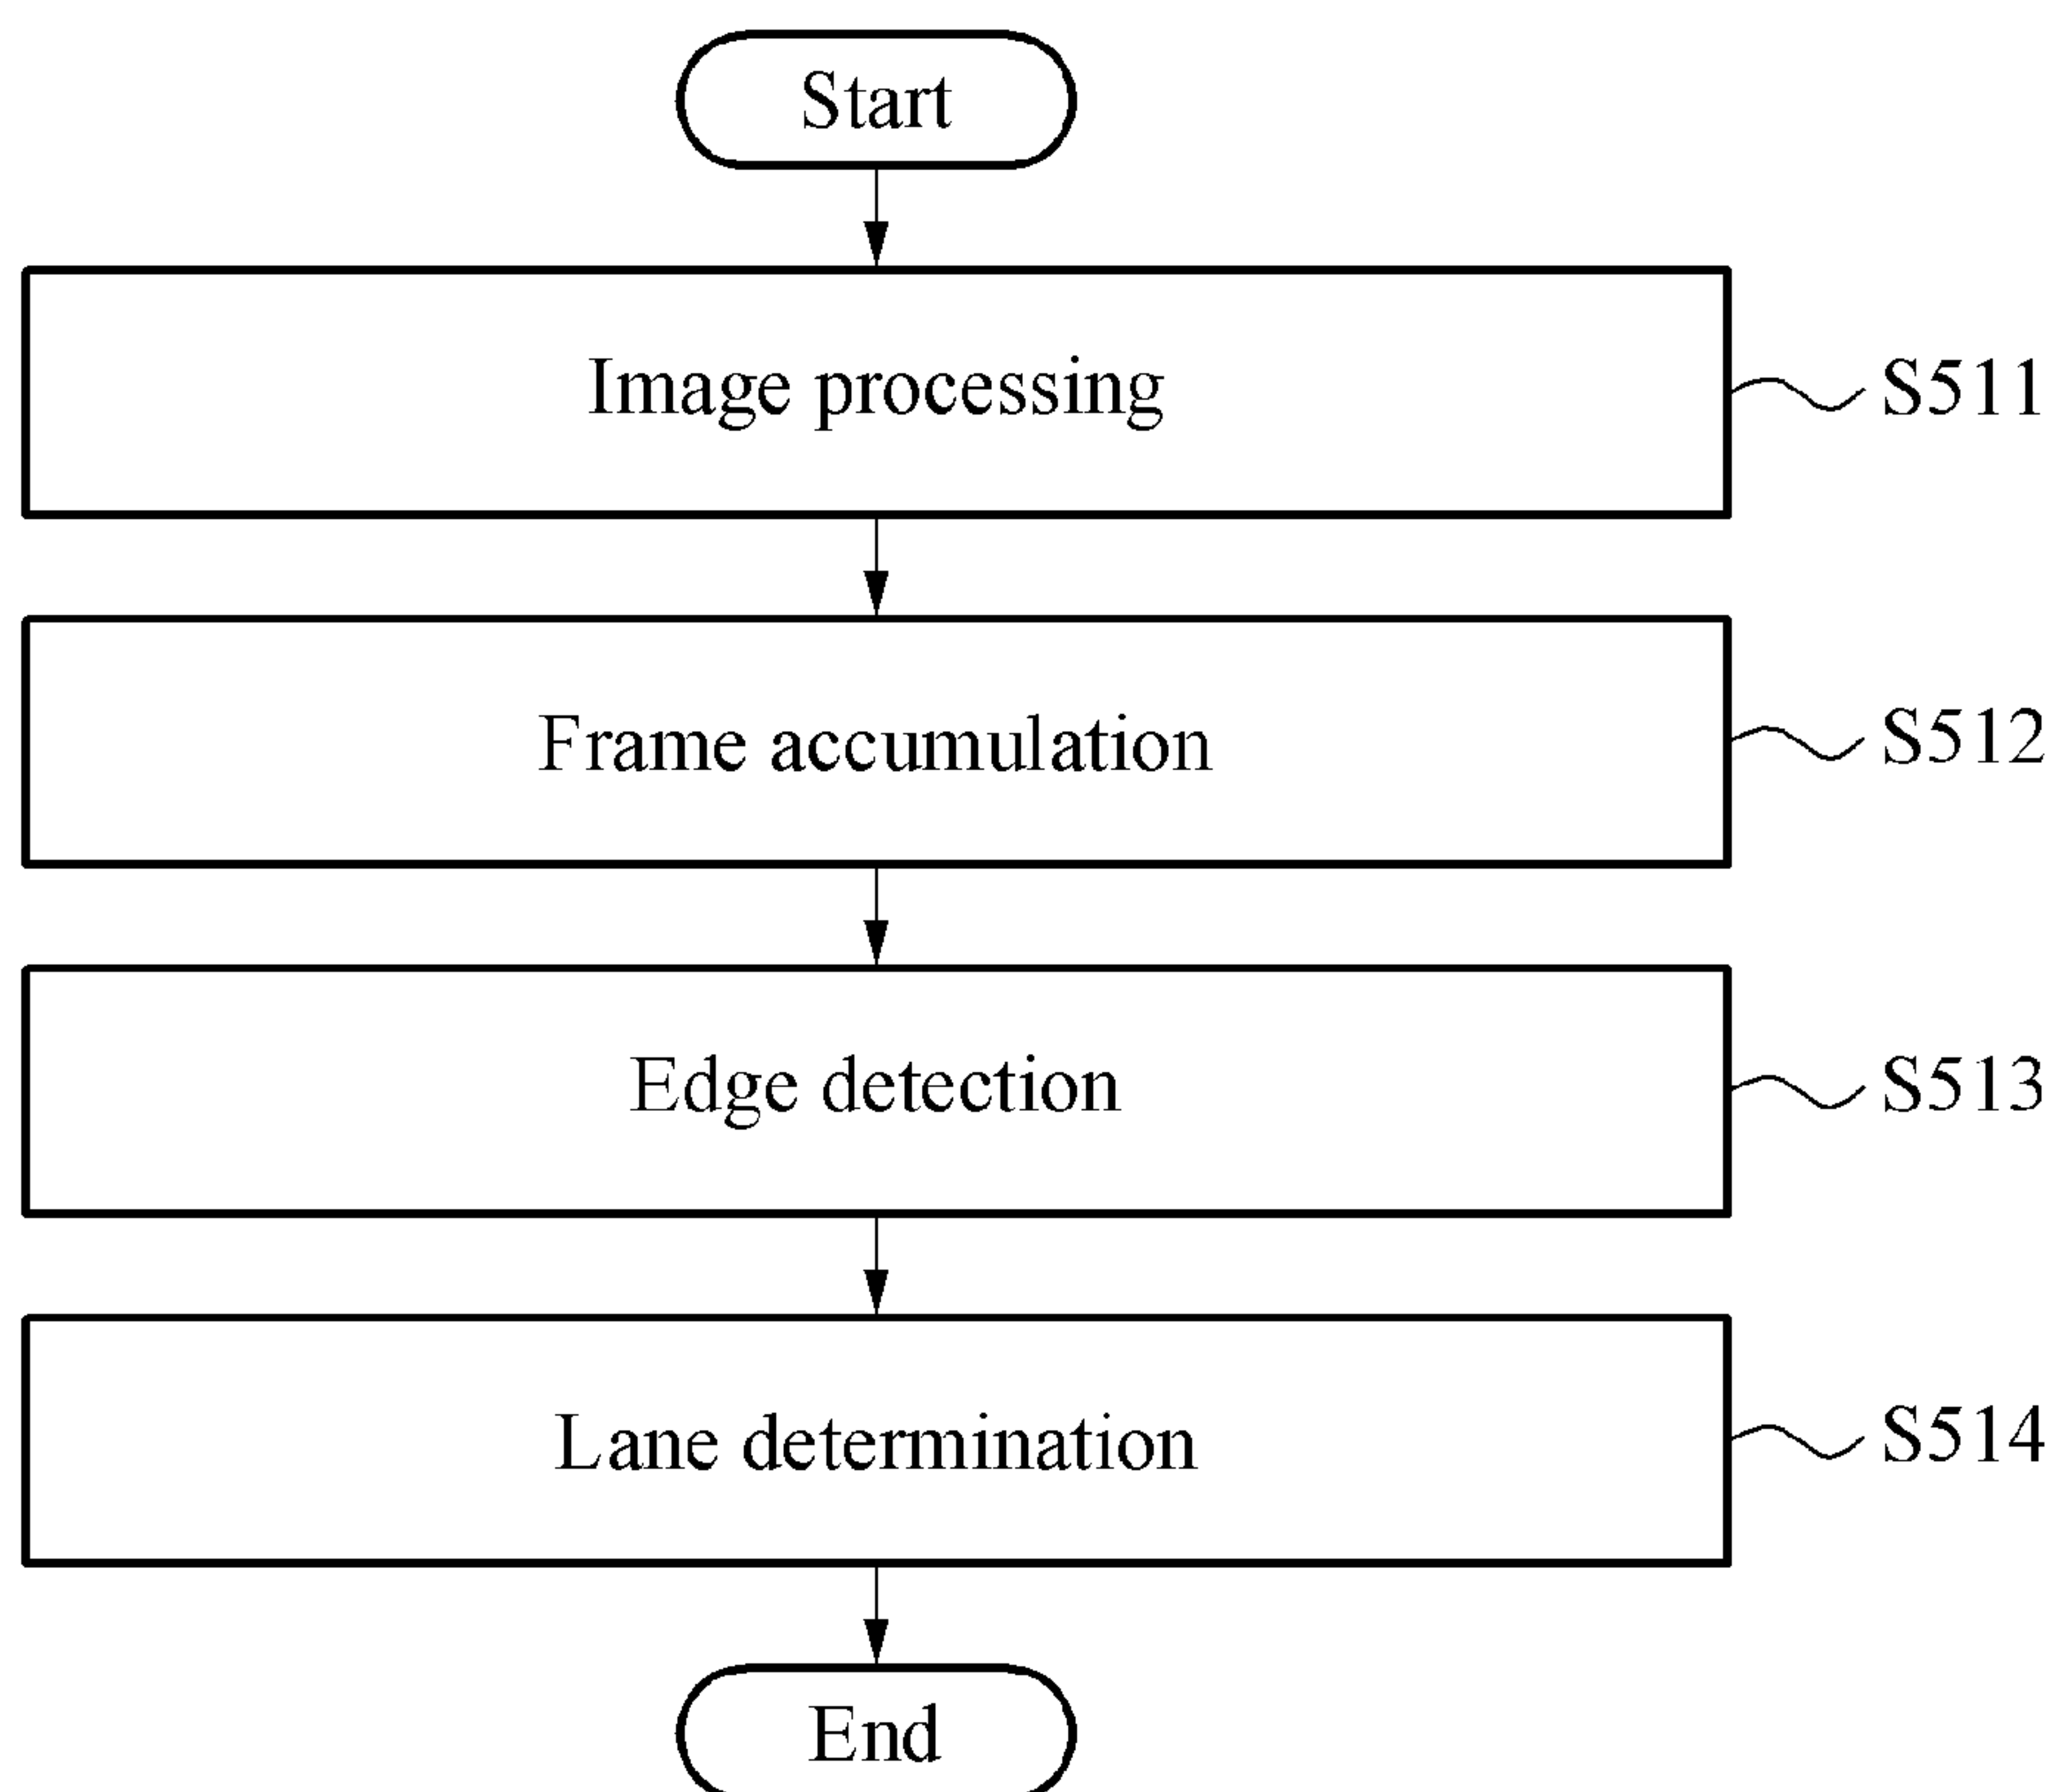 Start
Image processing
S511
Frame accumulation
S512
Edge detection
S513
Lane determination
S514
End